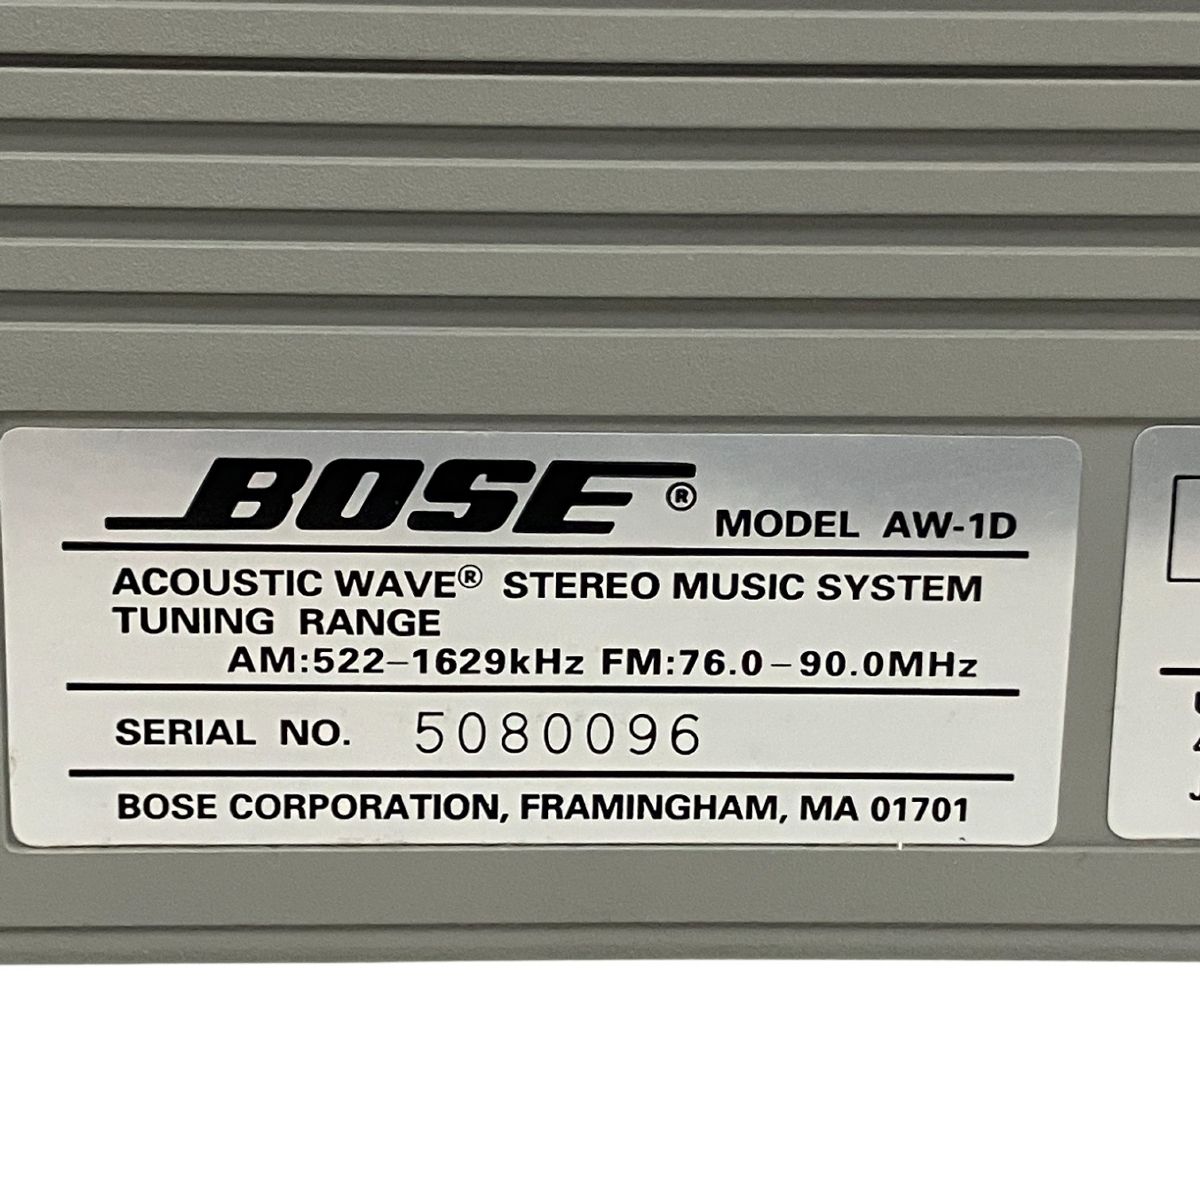 BOSE® MODEL AW-1D
ACOUSTIC WAVE® STEREO MUSIC SYSTEM
TUNING RANGE
AM:522–1629kHz FM:76.0–90.0MHz
SERIAL NO. 5080096
BOSE CORPORATION, FRAMINGHAM, MA 01701